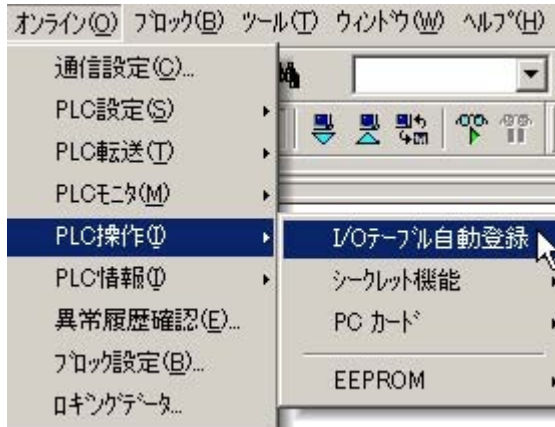 オンライン(O) ブロック(B) ツール(T) ウィンドウ(W) ヘルプ(H)
通信設定(C)...
PLC設定(S)
PLC転送(T)
PLCモニタ(M)
PLC操作(I)
I/Oテーブル自動登録
PLC情報(I)
シークレット機能
異常履歴確認(E)...
PC カード
ブロック設定(B)...
EEPROM
ロギングデータ...